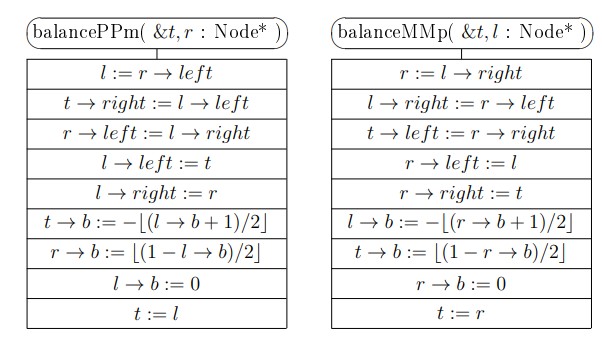 balancePPm( &t, r : Node* )
l := r → left
t → right := l → left
r → left := l → right
l → left := t
l → right := r
t → b := −⌊(l → b + 1)/2⌋
r → b := ⌊(1 − l → b)/2⌋
l → b := 0
t := l
balanceMMp( &t, l : Node* )
r := l → right
l → right := r → left
t → left := r → right
r → left := l
r → right := t
l → b := −⌊(r → b + 1)/2⌋
t → b := ⌊(1 − r → b)/2⌋
r → b := 0
t := r